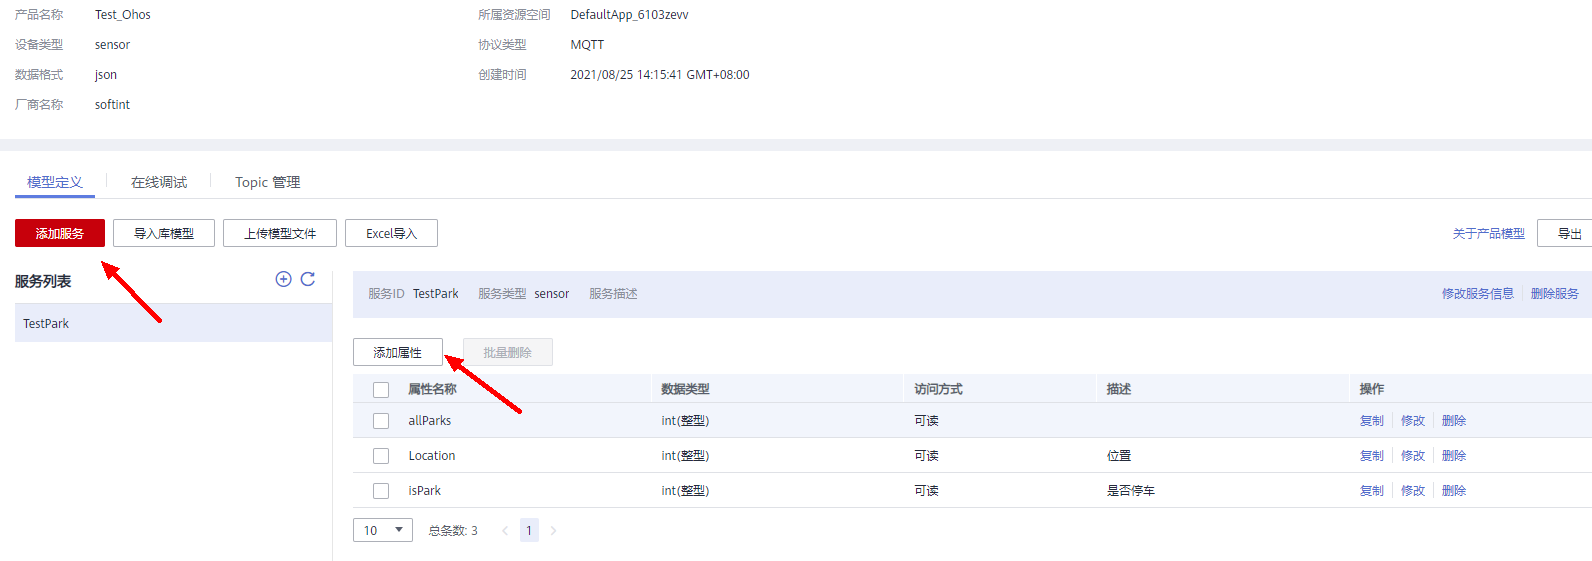 产品名称 Test_Ohos 所属资源空间 DefaultApp_6103zevv
设备类型 sensor 协议类型 MQTT
数据格式 json 创建时间 2021/08/25 14:15:41 GMT+08:00
厂商名称 softint
模型定义 在线调试 Topic 管理
添加服务 导入库模型 上传模型文件 Excel导入 关于产品模型 导出
服务列表
TestPark
服务ID TestPark 服务类型 sensor 服务描述 修改服务信息 删除服务
添加属性 批量删除
属性名称 数据类型 访问方式 描述 操作
allParks int(整型) 可读 复制 修改 删除
Location int(整型) 可读 位置 复制 修改 删除
isPark int(整型) 可读 是否停车 复制 修改 删除
10 总条数: 3 < 1 >